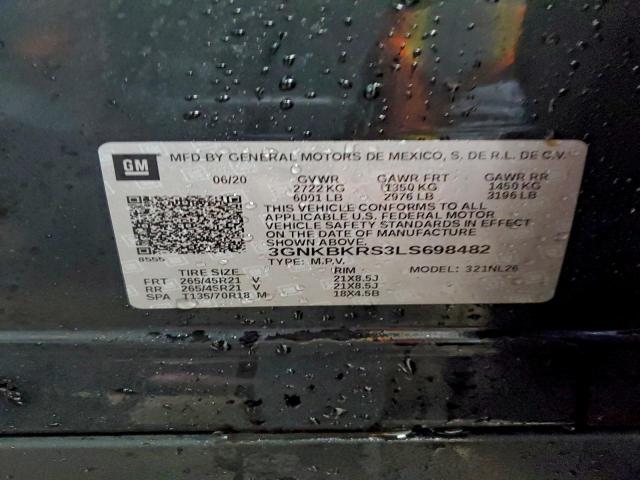 GM MFD BY GENERAL MOTORS DE MEXICO, S. DE R.L. DE C.V.
06/20 GVWR GAWR FRT GAWR RR
2722 KG 1350 KG 1450 KG
6001 LB 2976 LB 3196 LB
THIS VEHICLE CONFORMS TO ALL
APPLICABLE U.S. FEDERAL MOTOR
VEHICLE SAFETY STANDARDS IN EFFECT
ON THE DATE OF MANUFACTURE
SHOWN ABOVE.
3GNKBKRS3LS698482
8555 TYPE: M.P.V. MODEL: 321NL26
TIRE SIZE RIM
FRT 265/45R21 V 21X8.5J
RR 265/45R21 V 21X8.5J
SPA T135/70R18 M 18X4.5B